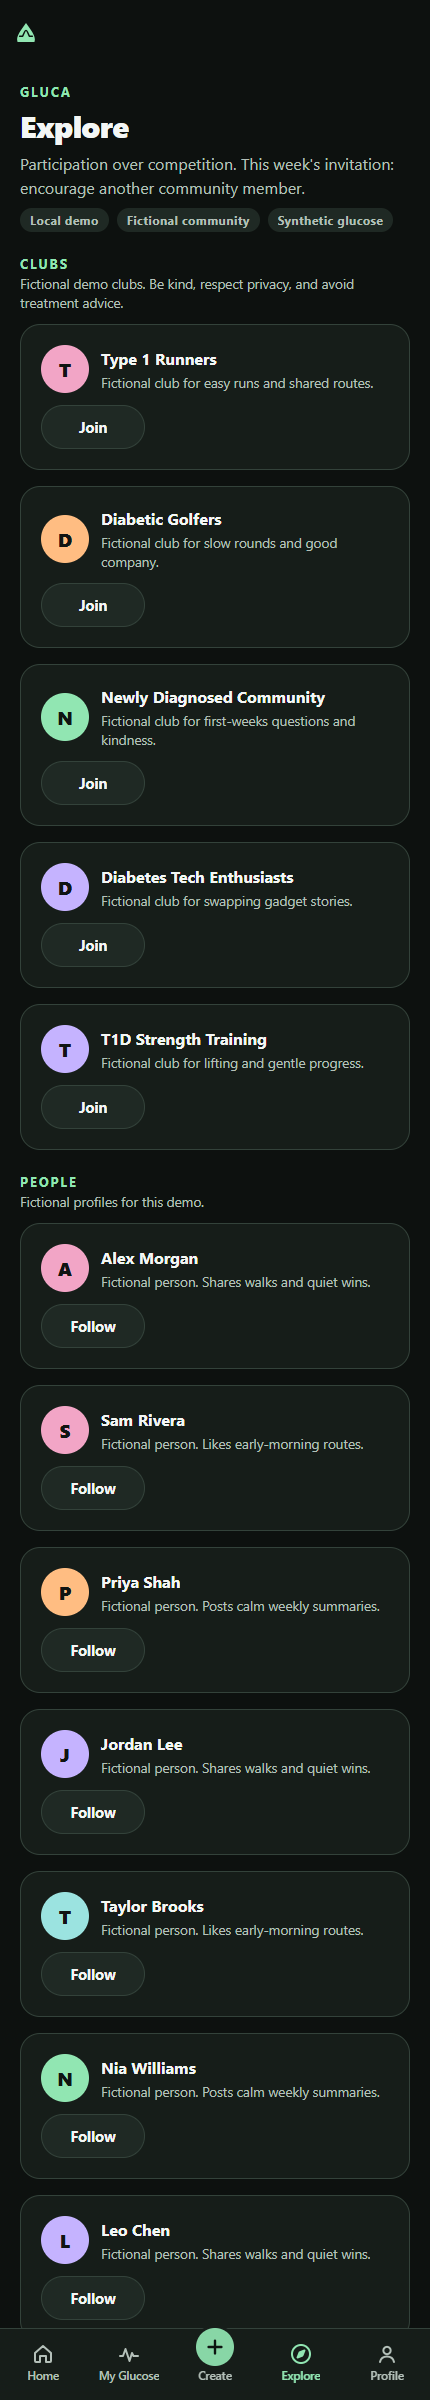 GLUCA
Explore
Participation over competition. This week's invitation:
encourage another community member.
Local demo Fictional community Synthetic glucose
CLUBS
Fictional demo clubs. Be kind, respect privacy, and avoid
treatment advice.
T
Type 1 Runners
Fictional club for easy runs and shared routes.
Join
D
Diabetic Golfers
Fictional club for slow rounds and good
company.
Join
N
Newly Diagnosed Community
Fictional club for first-weeks questions and
kindness.
Join
D
Diabetes Tech Enthusiasts
Fictional club for swapping gadget stories.
Join
T
T1D Strength Training
Fictional club for lifting and gentle progress.
Join
PEOPLE
Fictional profiles for this demo.
A
Alex Morgan
Fictional person. Shares walks and quiet wins.
Follow
S
Sam Rivera
Fictional person. Likes early-morning routes.
Follow
P
Priya Shah
Fictional person. Posts calm weekly summaries.
Follow
J
Jordan Lee
Fictional person. Shares walks and quiet wins.
Follow
T
Taylor Brooks
Fictional person. Likes early-morning routes.
Follow
N
Nia Williams
Fictional person. Posts calm weekly summaries.
Follow
L
Leo Chen
Fictional person. Shares walks and quiet wins.
Follow
Home My Glucose Create Explore Profile